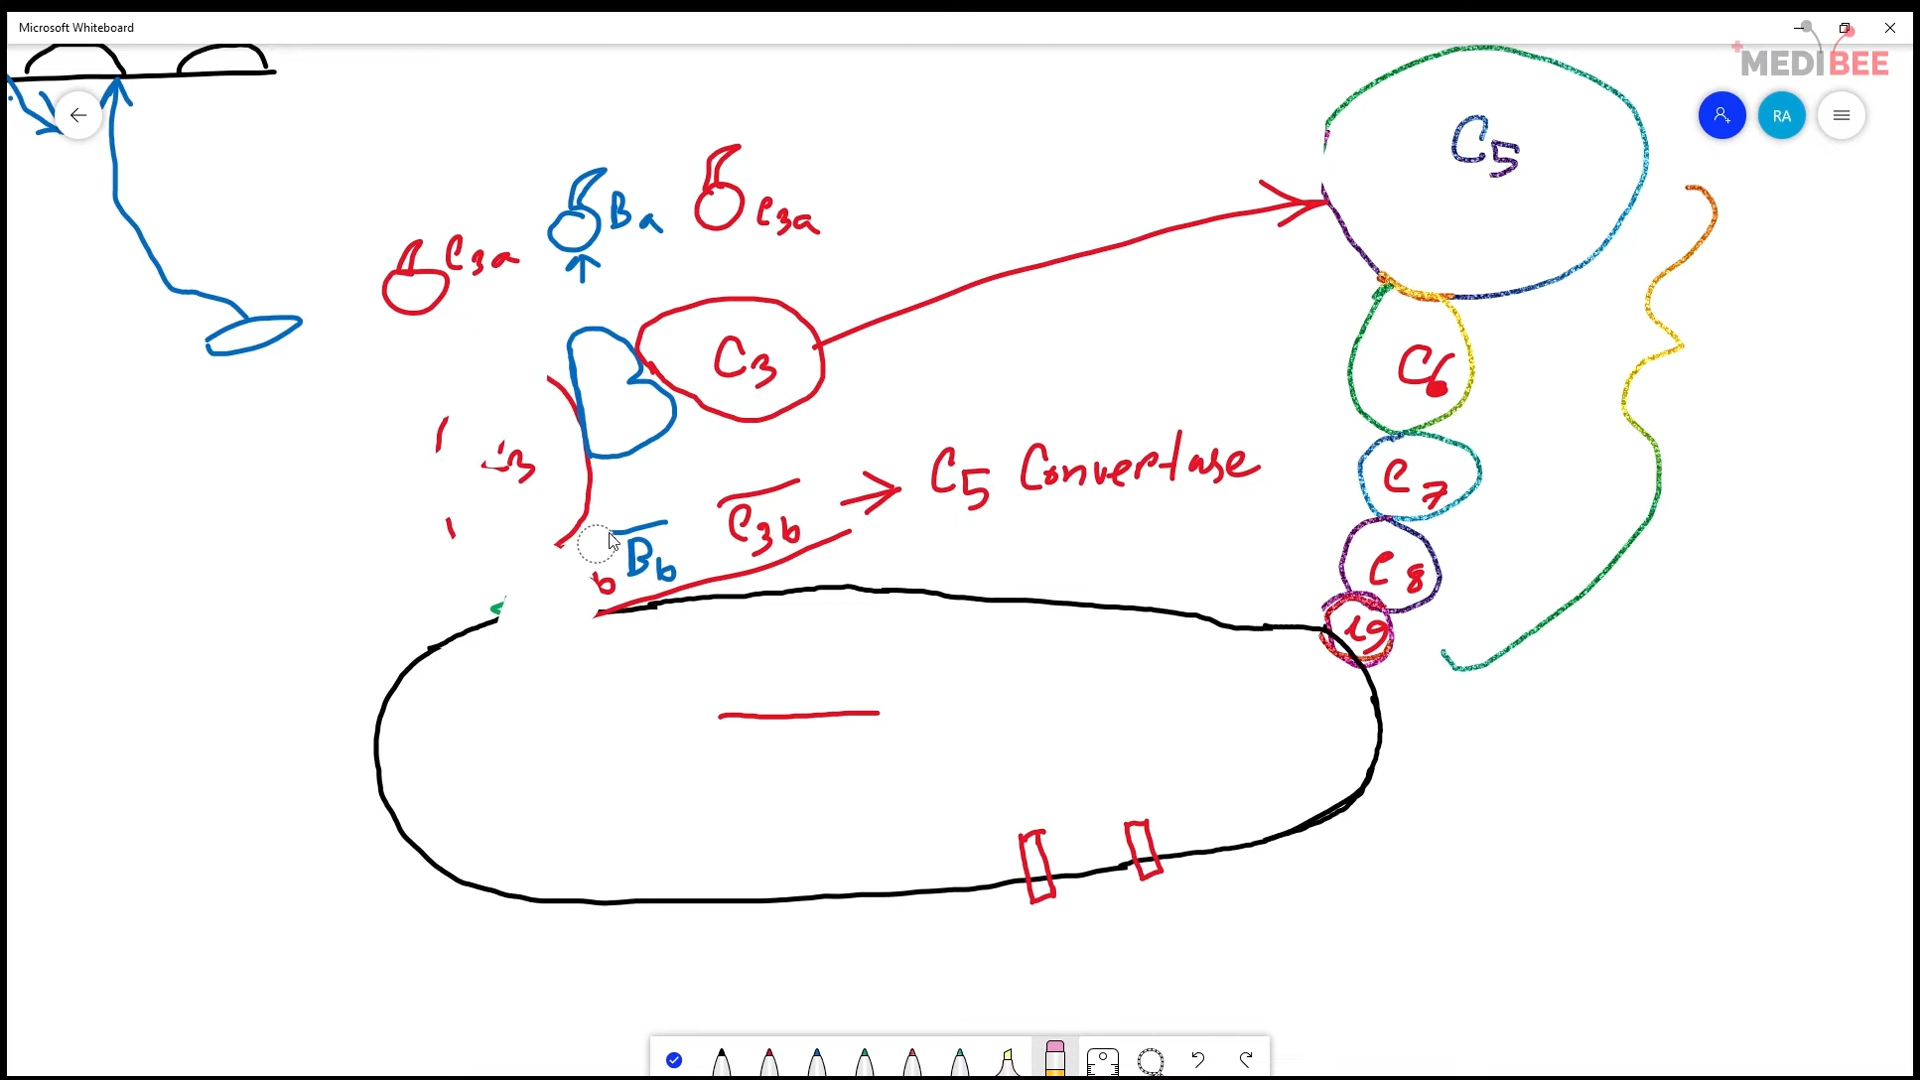 Microsoft Whiteboard
MEDIBEE
RA
C5
Ba
C3a
C3a
C3
C6
C5 Convertase
C7
C3b
Bb
b
C8
C9